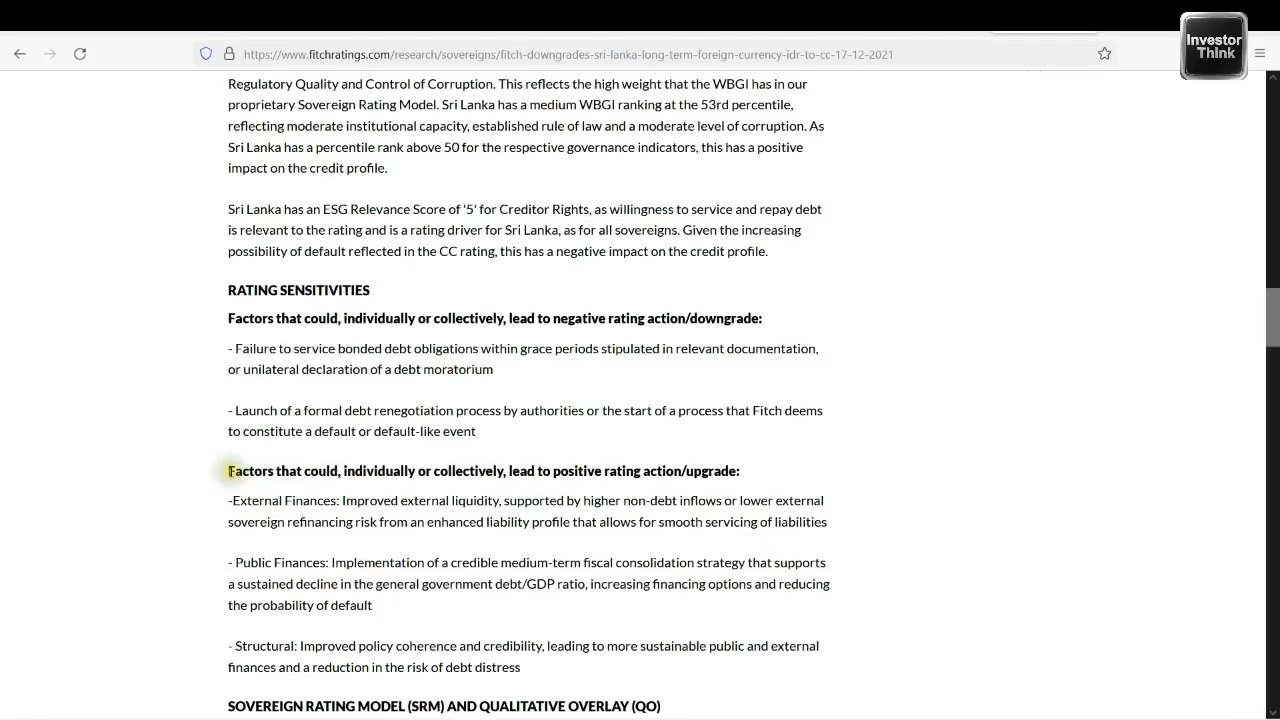 https://www.fitchratings.com/research/sovereigns/fitch-downgrades-sri-lanka-long-term-foreign-currency-idr-to-cc-17-12-2021
Investor
Think
Regulatory Quality and Control of Corruption. This reflects the high weight that the WBGI has in our
proprietary Sovereign Rating Model. Sri Lanka has a medium WBGI ranking at the 53rd percentile,
reflecting moderate institutional capacity, established rule of law and a moderate level of corruption. As
Sri Lanka has a percentile rank above 50 for the respective governance indicators, this has a positive
impact on the credit profile.
Sri Lanka has an ESG Relevance Score of '5' for Creditor Rights, as willingness to service and repay debt
is relevant to the rating and is a rating driver for Sri Lanka, as for all sovereigns. Given the increasing
possibility of default reflected in the CC rating, this has a negative impact on the credit profile.
RATING SENSITIVITIES
Factors that could, individually or collectively, lead to negative rating action/downgrade:
- Failure to service bonded debt obligations within grace periods stipulated in relevant documentation,
or unilateral declaration of a debt moratorium
- Launch of a formal debt renegotiation process by authorities or the start of a process that Fitch deems
to constitute a default or default-like event
Factors that could, individually or collectively, lead to positive rating action/upgrade:
-External Finances: Improved external liquidity, supported by higher non-debt inflows or lower external
sovereign refinancing risk from an enhanced liability profile that allows for smooth servicing of liabilities
- Public Finances: Implementation of a credible medium-term fiscal consolidation strategy that supports
a sustained decline in the general government debt/GDP ratio, increasing financing options and reducing
the probability of default
- Structural: Improved policy coherence and credibility, leading to more sustainable public and external
finances and a reduction in the risk of debt distress
SOVEREIGN RATING MODEL (SRM) AND QUALITATIVE OVERLAY (QO)